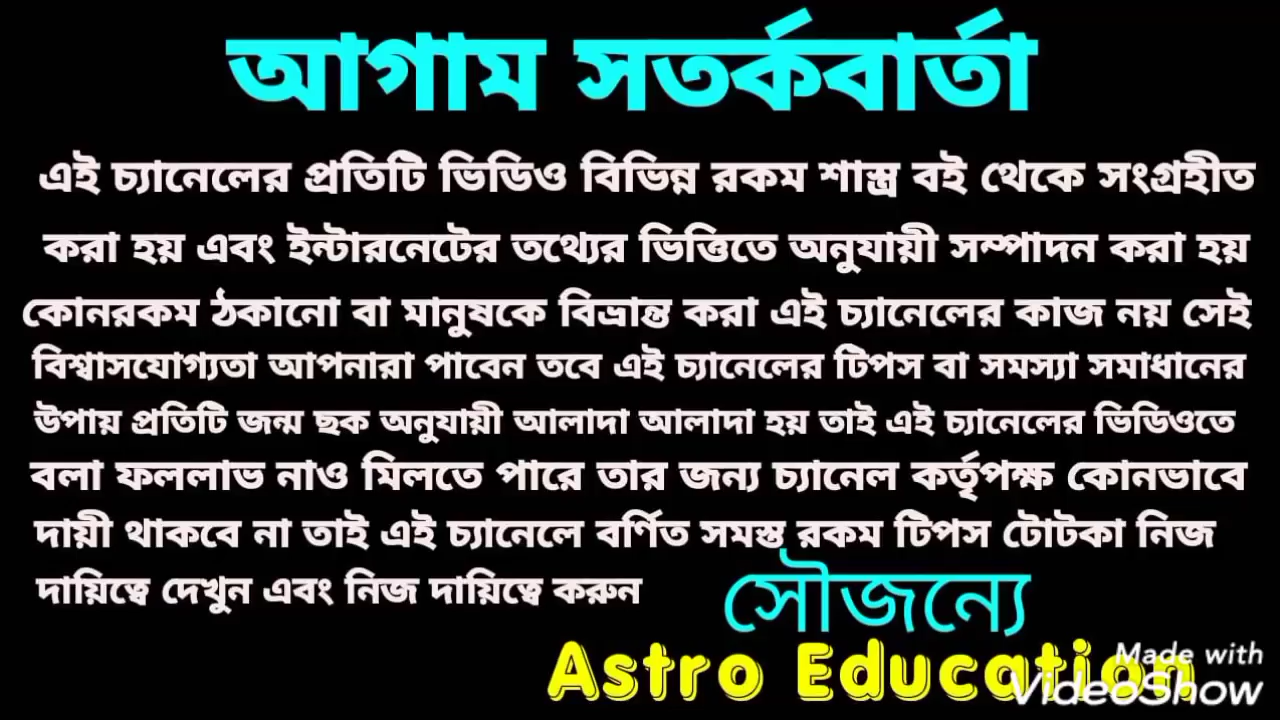 আগাম সতর্কবার্তা
এই চ্যানেলের প্রতিটি ভিডিও বিভিন্ন রকম শাস্ত্র বই থেকে সংগ্রহীত
করা হয় এবং ইন্টারনেটের তথ্যের ভিত্তিতে অনুযায়ী সম্পাদন করা হয়
কোনরকম ঠকানো বা মানুষকে বিভ্রান্ত করা এই চ্যানেলের কাজ নয় সেই
বিশ্বাসযোগ্যতা আপনারা পাবেন তবে এই চ্যানেলের টিপস বা সমস্যা সমাধানের
উপায় প্রতিটি জন্ম ছক অনুযায়ী আলাদা আলাদা হয় তাই এই চ্যানেলের ভিডিওতে
বলা ফললাভ নাও মিলতে পারে তার জন্য চ্যানেল কর্তৃপক্ষ কোনভাবে
দায়ী থাকবে না তাই এই চ্যানেলে বর্ণিত সমস্ত রকম টিপস টোটকা নিজ
দায়িত্বে দেখুন এবং নিজ দায়িত্বে করুন
সৌজন্যে
Astro Education
Made with
VideoShow